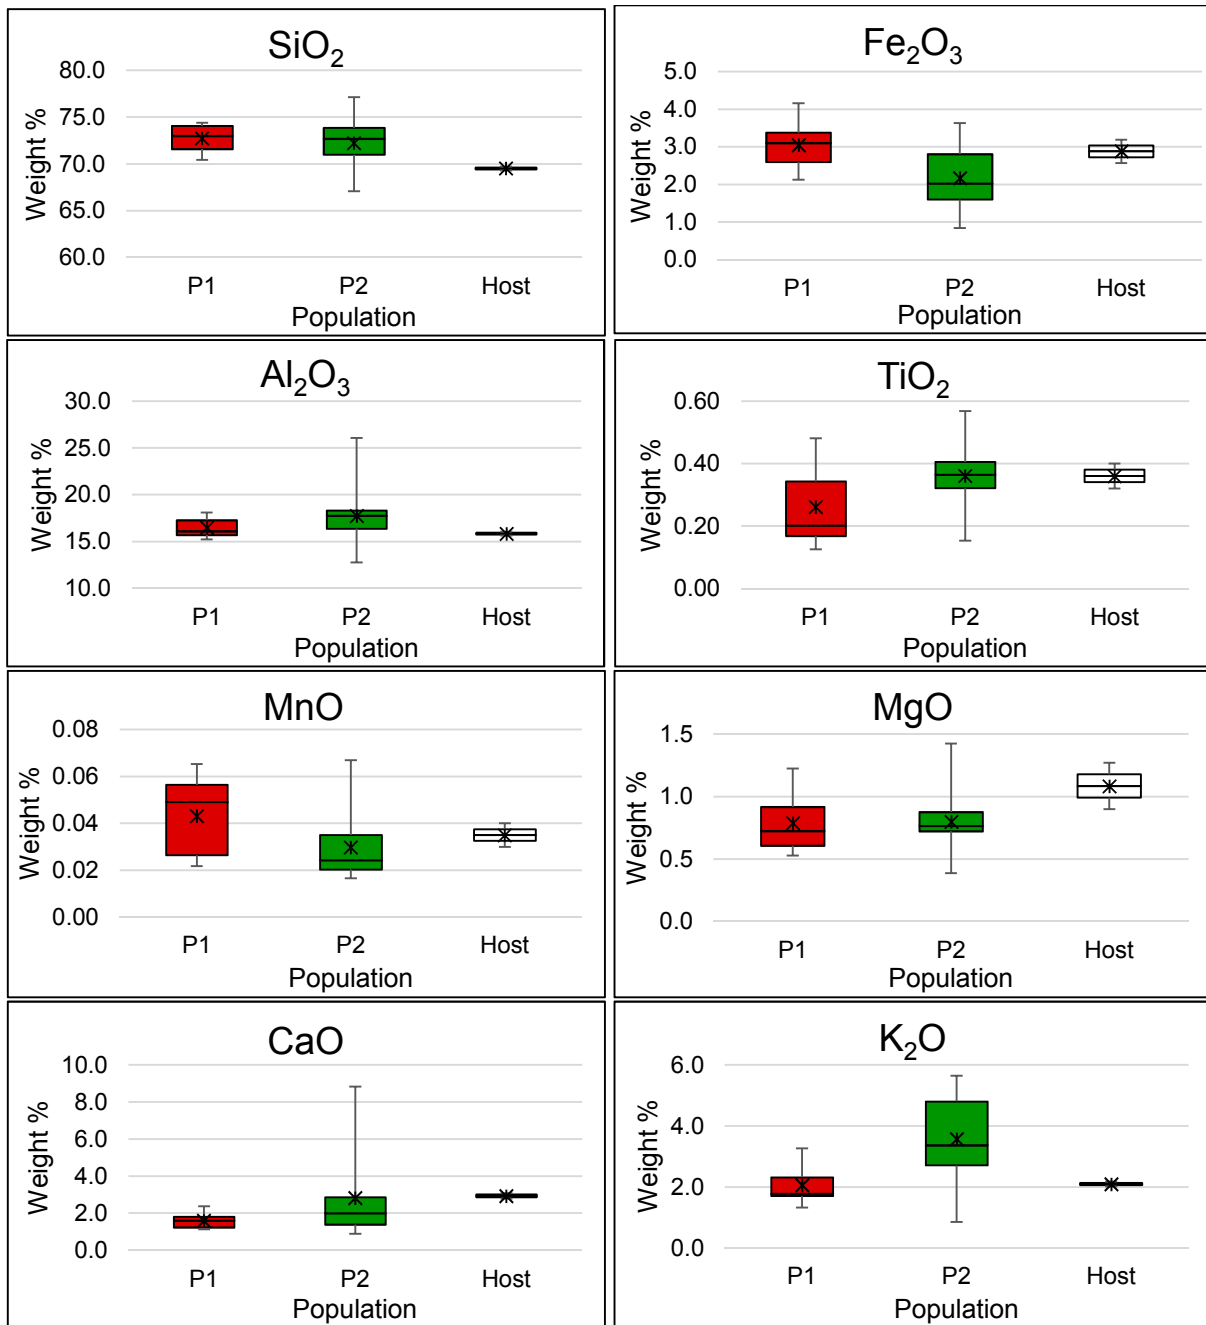 SiO₂
80.0
75.0
70.0
65.0
60.0
Weight %
P1 P2 Host
Population
Fe₂O₃
5.0
4.0
3.0
2.0
1.0
0.0
Weight %
P1 P2 Host
Population
Al₂O₃
30.0
25.0
20.0
15.0
10.0
Weight %
P1 P2 Host
Population
TiO₂
0.60
0.40
0.20
0.00
Weight %
P1 P2 Host
Population
MnO
0.08
0.06
0.04
0.02
0.00
Weight %
P1 P2 Host
Population
MgO
1.5
1.0
0.5
0.0
Weight %
P1 P2 Host
Population
CaO
10.0
8.0
6.0
4.0
2.0
0.0
Weight %
P1 P2 Host
Population
K₂O
6.0
4.0
2.0
0.0
Weight %
P1 P2 Host
Population